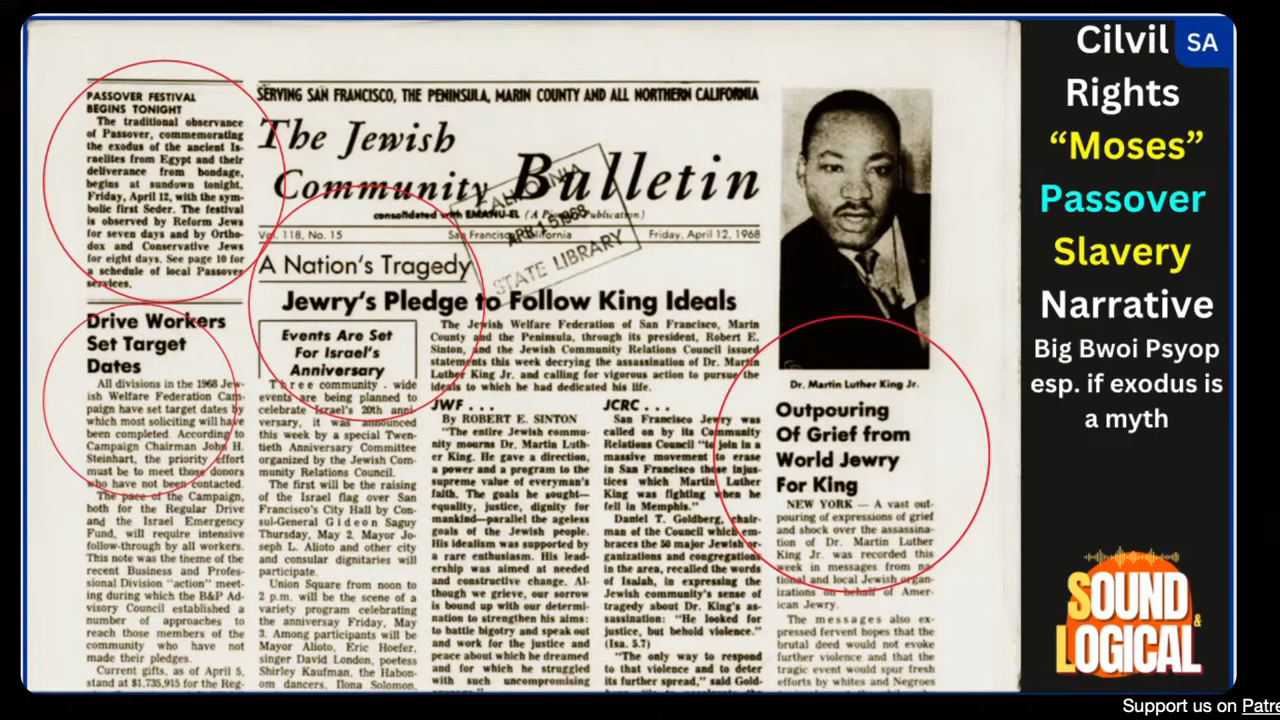 PASSOVER FESTIVAL
BEGINS TONIGHT
The traditional observance
of Passover, commemorating
the exodus of the ancient Is-
raelites from Egypt and their
deliverance from bondage,
begins at sundown tonight,
Friday, April 12, with the sym-
bolic first Seder. The festival
is observed by Reform Jews
for seven days and by Ortho-
dox and Conservative Jews
for eight days. See page 10 for
a schedule of local Passover
services.
Drive Workers
Set Target
Dates
All divisions in the 1968 Jew-
ish Welfare Federation Cam-
paign have set target dates by
which most soliciting will have
been completed. According to
Campaign Chairman John H.
Steinhart, the priority effort
must be to meet those donors
who have not been contacted.
The pace of the Campaign,
both for the Regular Drive
and the Israel Emergency
Fund, will require intensive
follow-through by all workers.
This note was the theme of the
recent Business and Profes-
sional Division "action" meet-
ing during which the B&P Ad-
visory Council established a
number of approaches to
reach those members of the
community who have not
made their pledges.
Current gifts, as of April 5,
stand at $1,735,915 for the Reg-
SERVING SAN FRANCISCO, THE PENINSULA, MARIN COUNTY AND ALL NORTHERN CALIFORNIA
The Jewish
Community Bulletin
consolidated with EMANU-EL (A Pioneer Publication)
Vol. 118, No. 15 San Francisco, California Friday, April 12, 1968
CALIFORNIA
APR 15 1968
STATE LIBRARY
A Nation's Tragedy
Jewry's Pledge to Follow King Ideals
Events Are Set
For Israel's
Anniversary
Three community - wide
events are being planned to
celebrate Israel's 20th anni-
versary, it was announced
this week by a special Twen-
tieth Anniversary Committee
organized by the Jewish Com-
munity Relations Council.
The first will be the raising
of the Israel flag over San
Francisco's City Hall by Con-
sul-General Gideon Saguy
Thursday, May 2. Mayor Jo-
seph L. Alioto and other city
and consular dignitaries will
participate.
Union Square from noon to
2 p.m. will be the scene of a
variety program celebrating
the anniversay Friday, May
3. Among participants will be
Mayor Alioto, Eric Hoefer,
singer David London, poetess
Shirley Kaufman, the Habon-
om dancers, Ilona Solomon,
The Jewish Welfare Federation of San Francisco, Marin
County and the Peninsula, through its president, Robert E.
Sinton, and the Jewish Community Relations Council issued
statements this week decrying the assassination of Dr. Martin
Luther King Jr. and calling for vigorous action to pursue the
ideals to which he had dedicated his life.
JWF . . .
By ROBERT E. SINTON
"The entire Jewish commu-
nity mourns Dr. Martin Luth-
er King. He gave a direction,
a power and a program to the
supreme value of everyman's
faith. The goals he sought—
equality, justice, dignity for
mankind—parallel the ageless
goals of the Jewish people.
His idealism was supported by
a rare enthusiasm. His lead-
ership was aimed at needed
and constructive change. Al-
though we grieve, our sorrow
is bound up with our determi-
nation to strengthen his aims:
to battle bigotry and speak out
and work for the justice and
peace about which he dreamed
and for which he struggled
with such uncompromising
JCRC . . .
San Francisco Jewry was
called on by its Community
Relations Council "to join in a
massive movement to erase
in San Francisco those injus-
tices which Martin Luther
King was fighting when he
fell in Memphis."
Daniel T. Goldberg, chair-
man of the Council which em-
braces the 50 major Jewish or-
ganizations and congregations
in the area, recalled the words
of Isaiah, in expressing the
Jewish community's sense of
tragedy about Dr. King's as-
sassination: "He looked for
justice, but behold violence."
(Isa. 5.7)
"The only way to respond
to that violence and to deter
its further spread," said Gold-
Dr. Martin Luther King Jr.
Outpouring
Of Grief from
World Jewry
For King
NEW YORK — A vast out-
pouring of expressions of grief
and shock over the assassina-
tion of Dr. Martin Luther
King Jr. was recorded this
week in messages from na-
tional and local Jewish organ-
izations on behalf of Amer-
ican Jewry.
The messages also ex-
pressed fervent hopes that the
brutal deed would not evoke
further violence and that the
tragic event would spur fresh
efforts by whites and Negroes
Cilvil
SA
Rights
“Moses”
Passover
Slavery
Narrative
Big Bwoi Psyop
esp. if exodus is
a myth
SOUND
&
LOGICAL
Support us on Patre